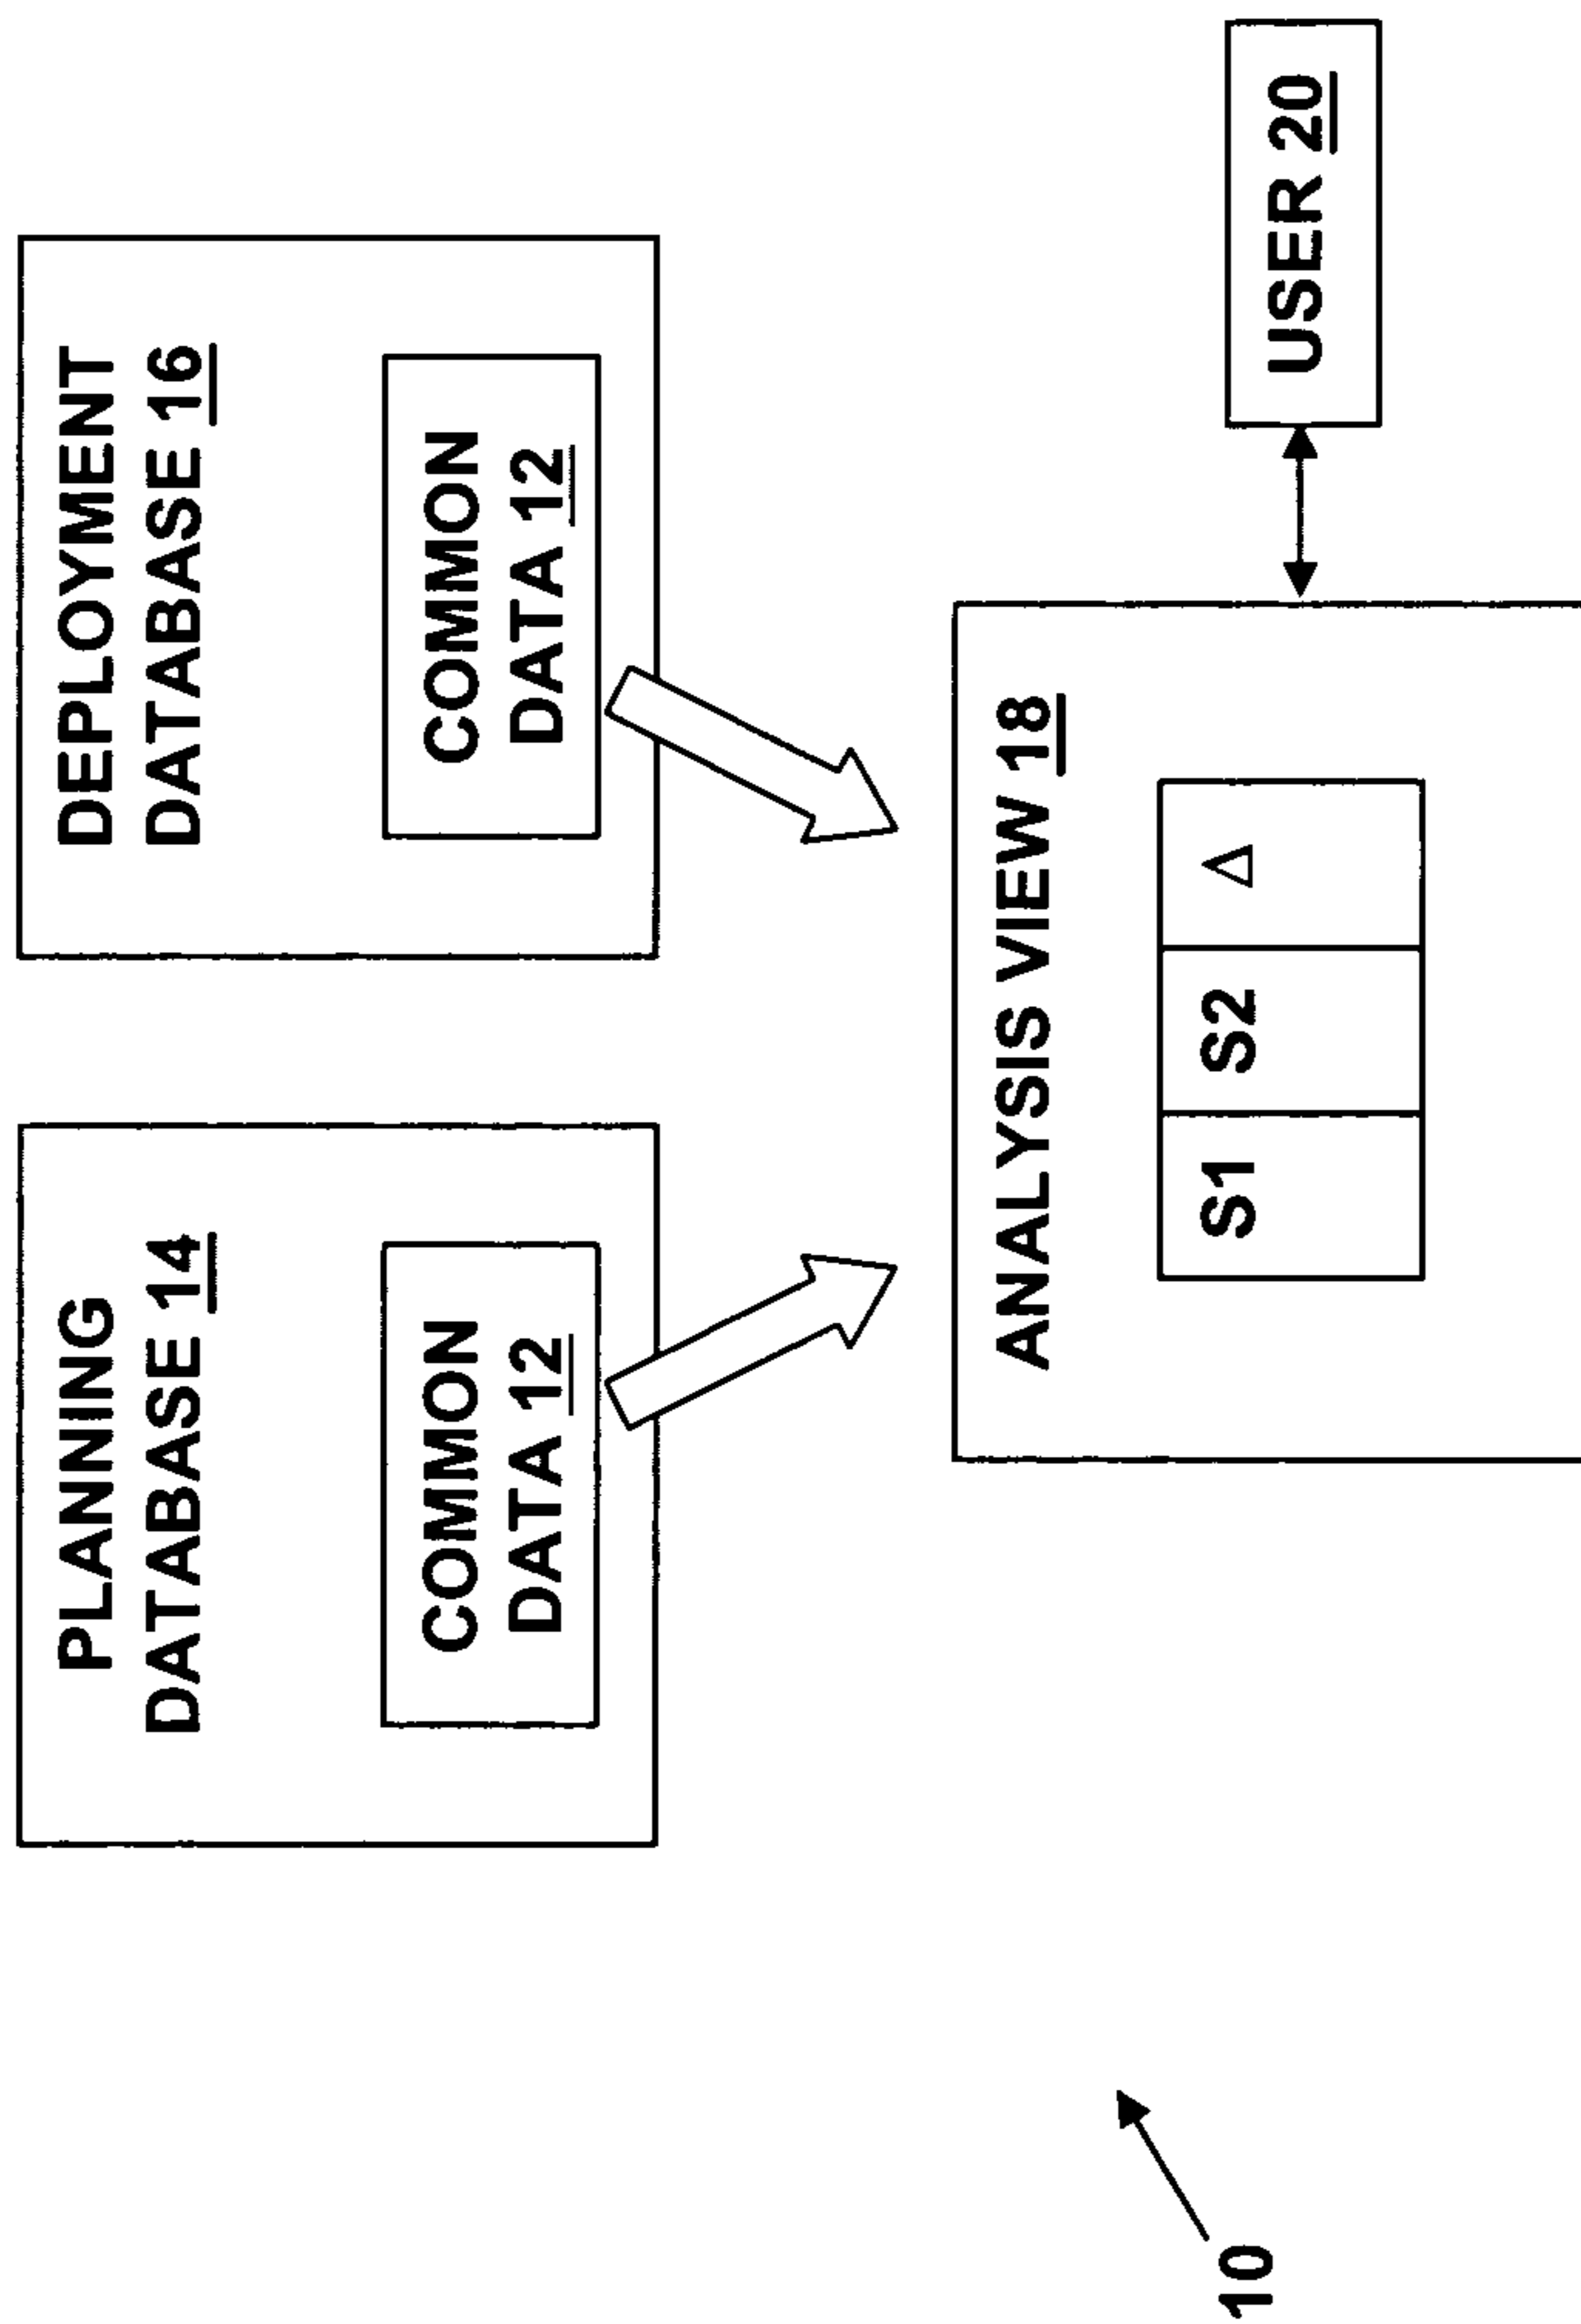 PLANNING
DATABASE 14
COMMON
DATA 12
DEPLOYMENT
DATABASE 16
COMMON
DATA 12
ANALYSIS VIEW 18
S1
S2
Δ
USER 20
10